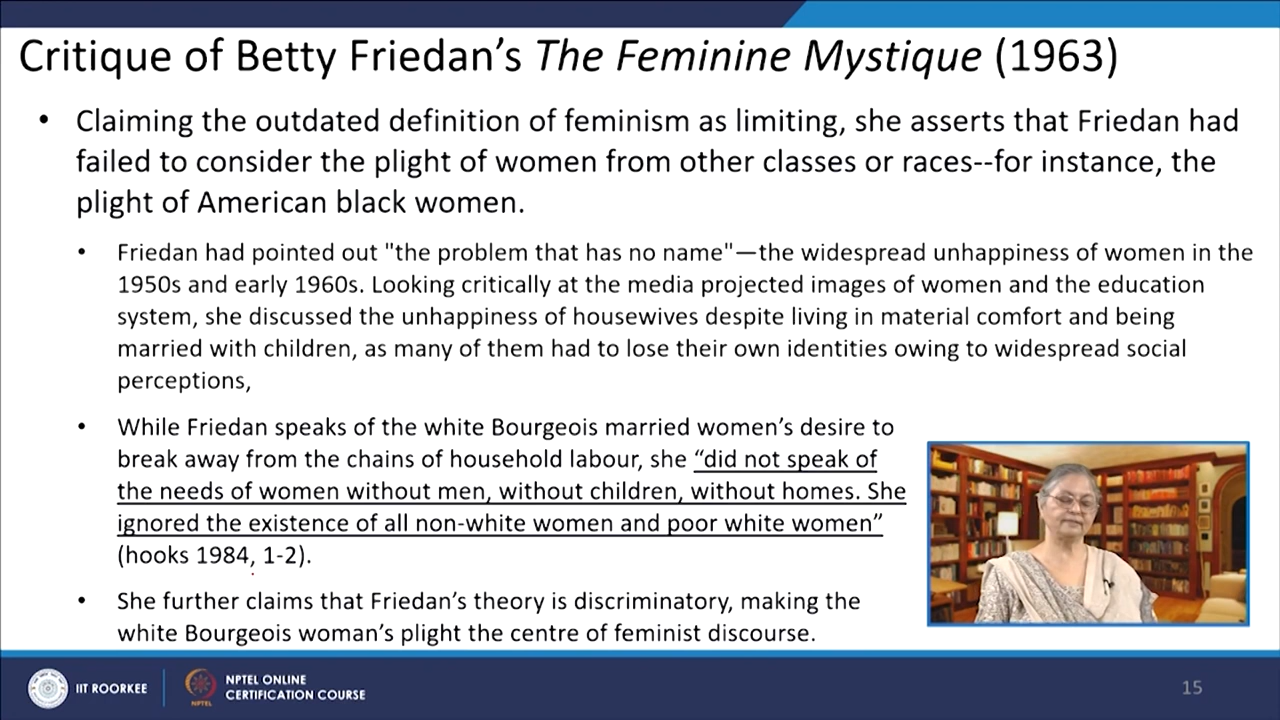 Critique of Betty Friedan's The Feminine Mystique (1963)
• Claiming the outdated definition of feminism as limiting, she asserts that Friedan had
failed to consider the plight of women from other classes or races--for instance, the
plight of American black women.
• Friedan had pointed out "the problem that has no name"—the widespread unhappiness of women in the
1950s and early 1960s. Looking critically at the media projected images of women and the education
system, she discussed the unhappiness of housewives despite living in material comfort and being
married with children, as many of them had to lose their own identities owing to widespread social
perceptions,
• While Friedan speaks of the white Bourgeois married women's desire to
break away from the chains of household labour, she “did not speak of
the needs of women without men, without children, without homes. She
ignored the existence of all non-white women and poor white women”
(hooks 1984, 1-2).
• She further claims that Friedan's theory is discriminatory, making the
white Bourgeois woman's plight the centre of feminist discourse.
IIT ROORKEE
NPTEL
NPTEL ONLINE
CERTIFICATION COURSE
15